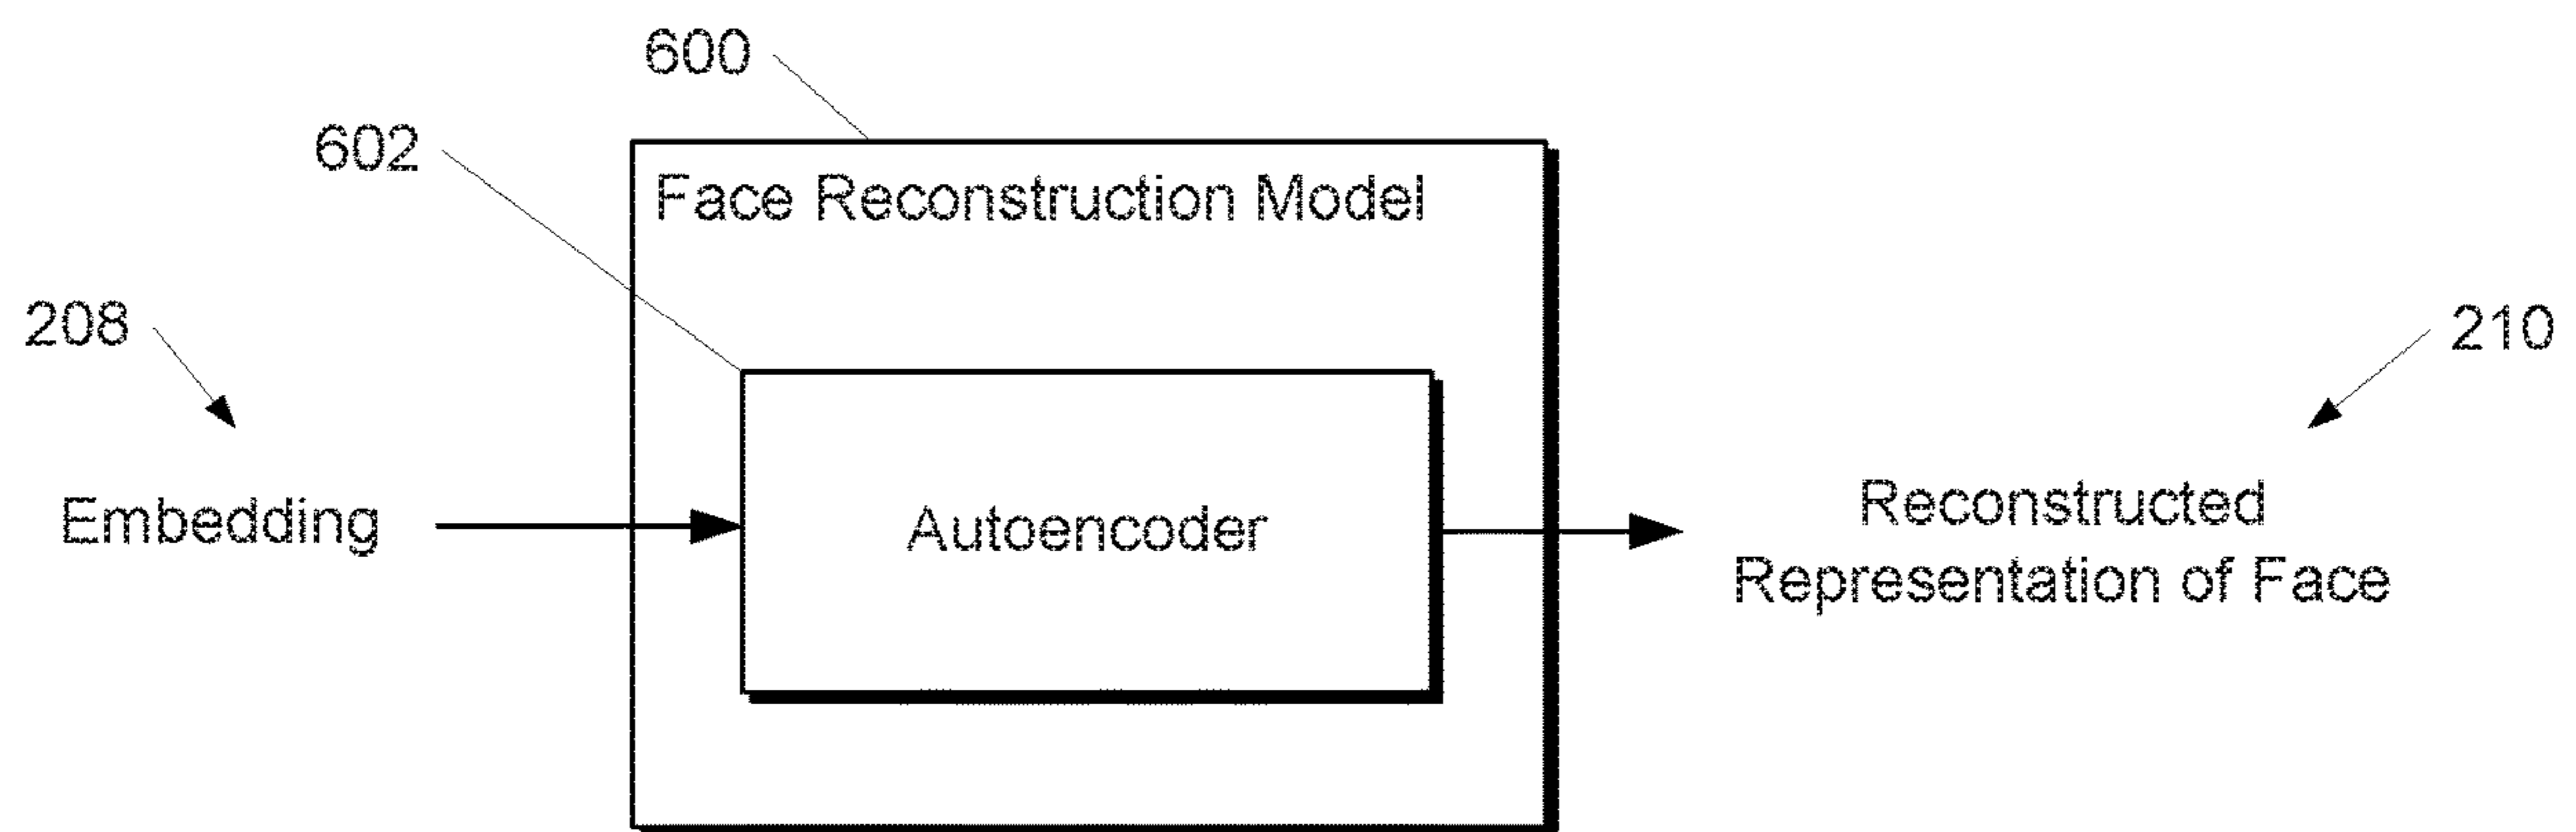 600
602
Face Reconstruction Model
208
210
Embedding
Autoencoder
Reconstructed
Representation of Face